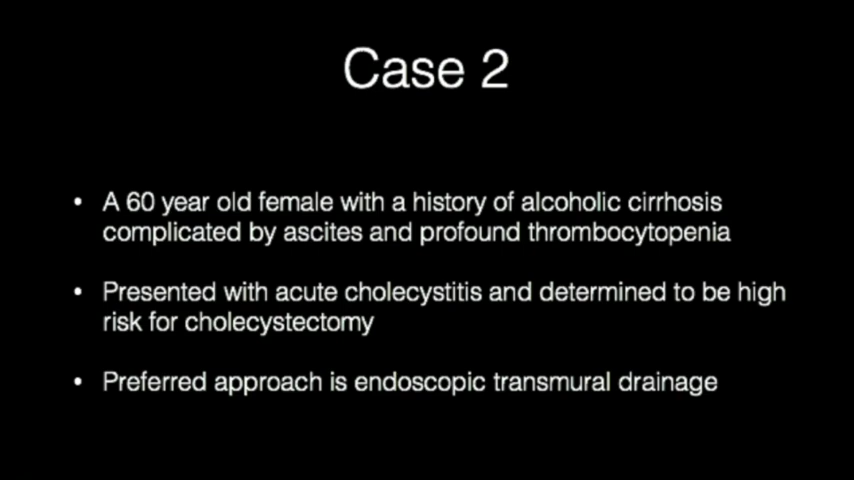 Case 2
• A 60 year old female with a history of alcoholic cirrhosis
complicated by ascites and profound thrombocytopenia
• Presented with acute cholecystitis and determined to be high
risk for cholecystectomy
• Preferred approach is endoscopic transmural drainage